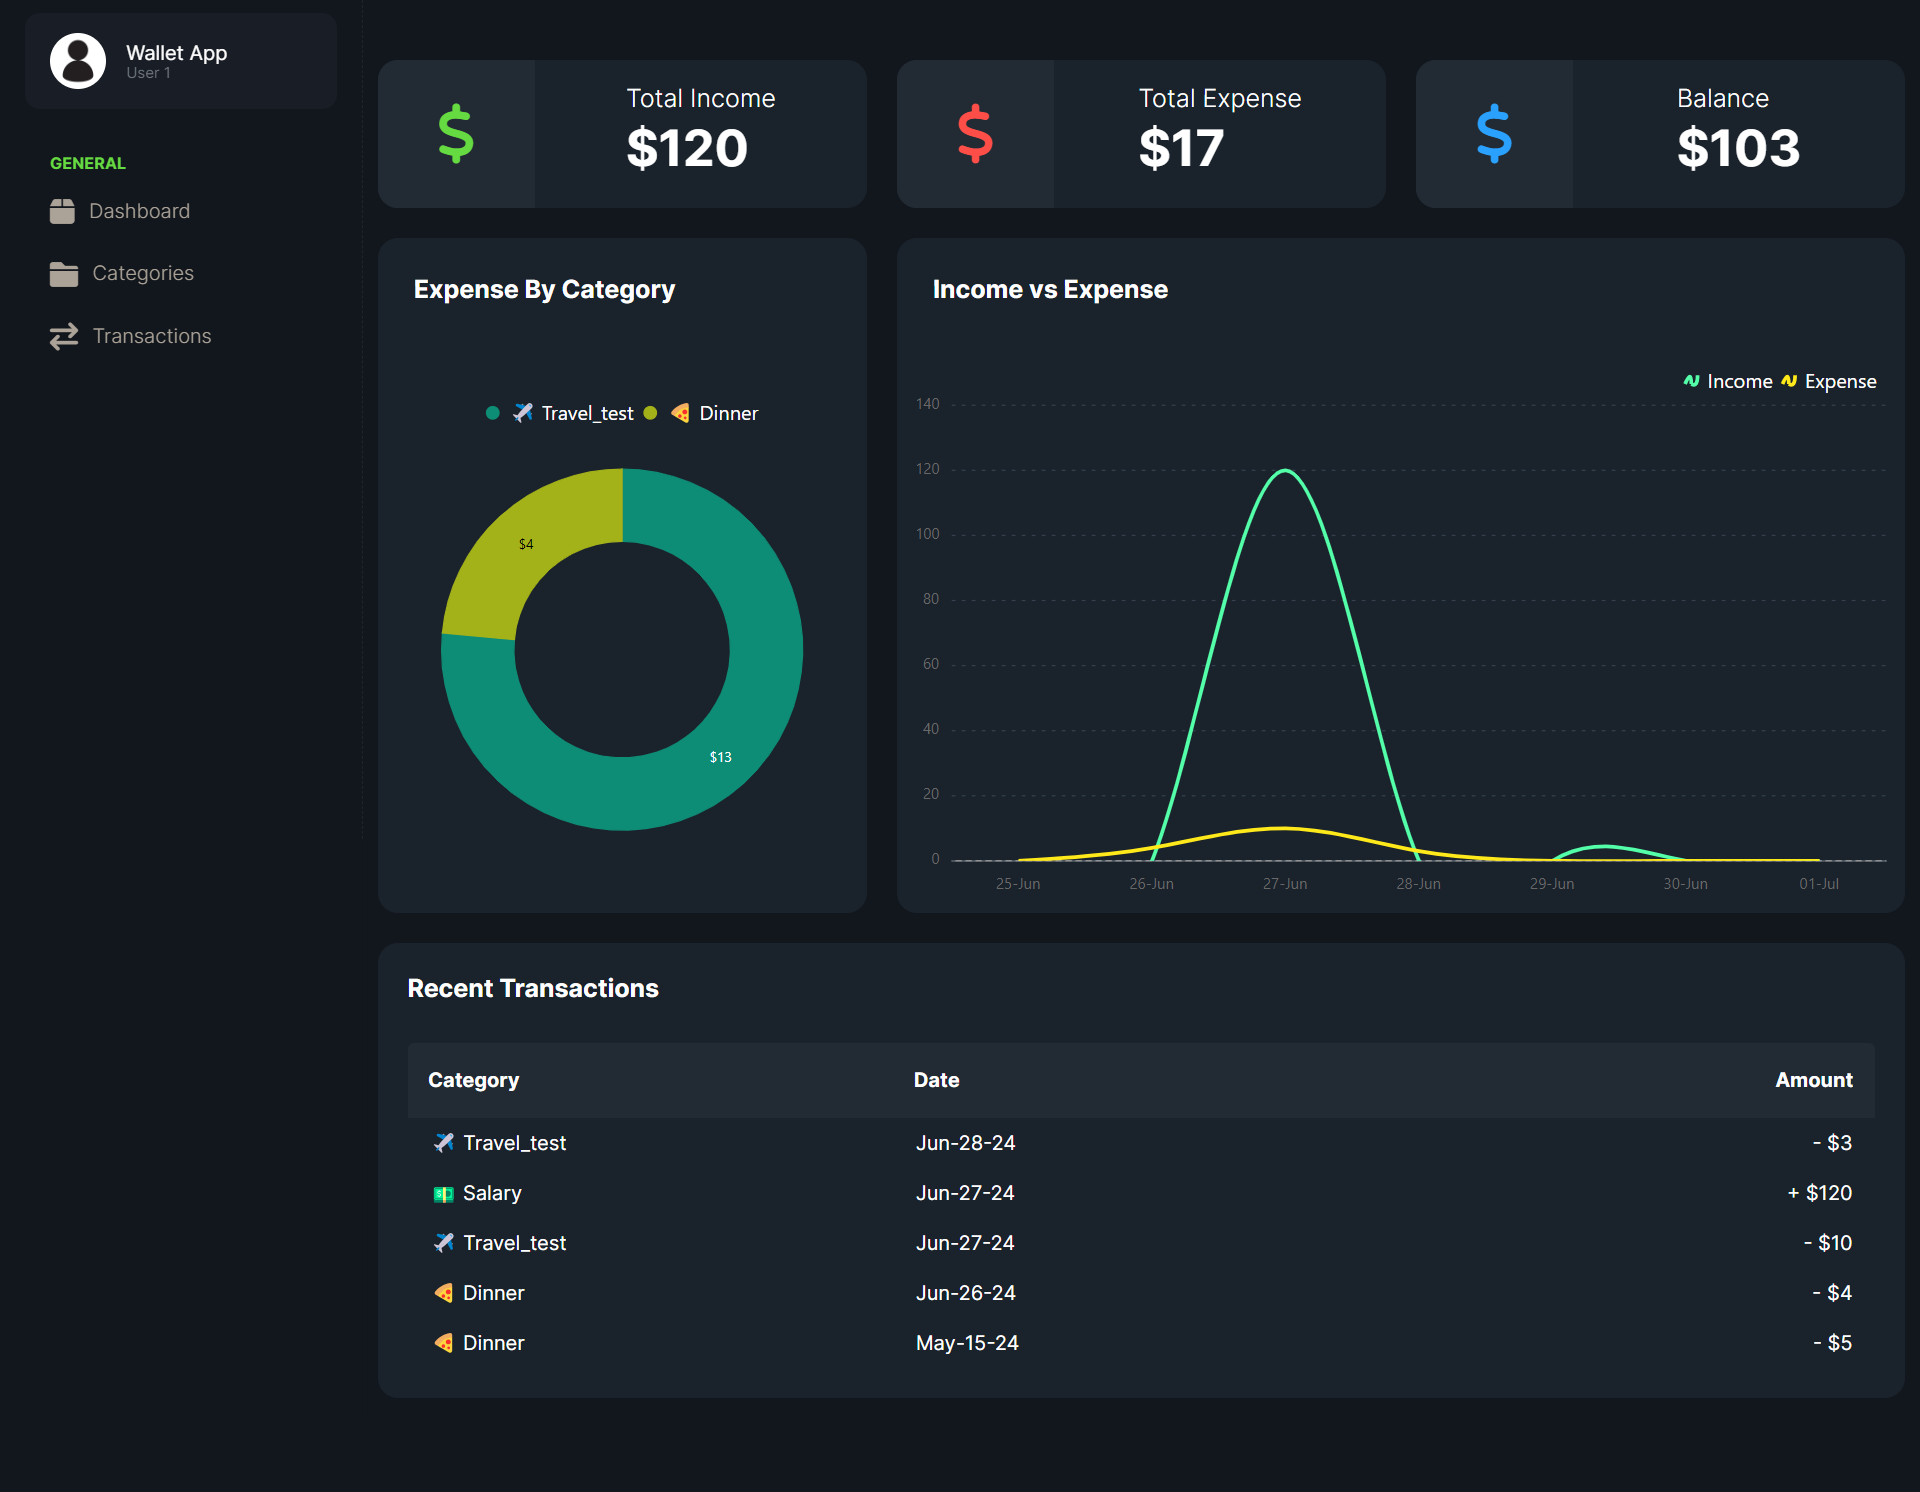 Wallet App
User 1
GENERAL
Dashboard
Categories
Transactions
Total Income
$120
Total Expense
$17
Balance
$103
Expense By Category
Travel_test Dinner
$4
$13
Income vs Expense
Income Expense
140
120
100
80
60
40
20
0
25-Jun 26-Jun 27-Jun 28-Jun 29-Jun 30-Jun 01-Jul
Recent Transactions
Category Date Amount
Travel_test Jun-28-24 - $3
Salary Jun-27-24 + $120
Travel_test Jun-27-24 - $10
Dinner Jun-26-24 - $4
Dinner May-15-24 - $5